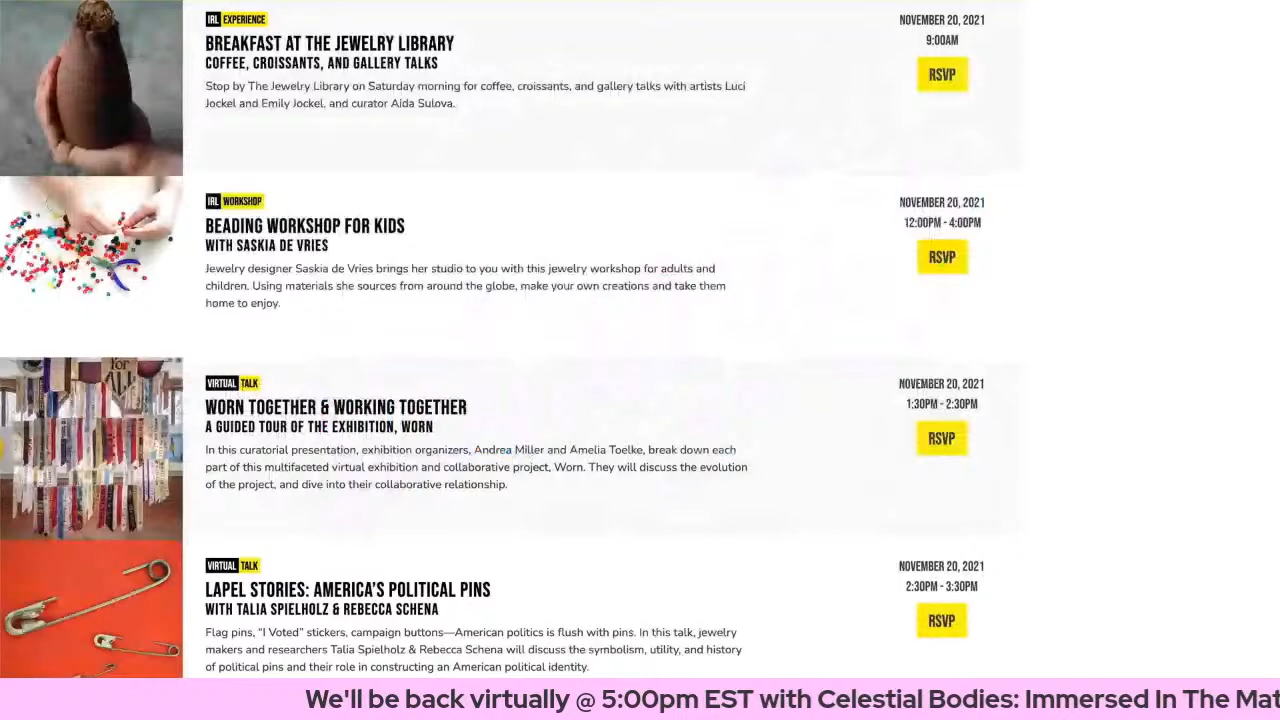 IRL EXPERIENCE
BREAKFAST AT THE JEWELRY LIBRARY
COFFEE, CROISSANTS, AND GALLERY TALKS
Stop by The Jewelry Library on Saturday morning for coffee, croissants, and gallery talks with artists Luci
Jockel and Emily Jockel, and curator Aida Sulova.
NOVEMBER 20, 2021
9:00AM
RSVP
IRL WORKSHOP
BEADING WORKSHOP FOR KIDS
WITH SASKIA DE VRIES
Jewelry designer Saskia de Vries brings her studio to you with this jewelry workshop for adults and
children. Using materials she sources from around the globe, make your own creations and take them
home to enjoy.
NOVEMBER 20, 2021
12:00PM - 4:00PM
RSVP
for
ALL
VIRTUAL TALK
WORN TOGETHER & WORKING TOGETHER
A GUIDED TOUR OF THE EXHIBITION, WORN
In this curatorial presentation, exhibition organizers, Andrea Miller and Amelia Toelke, break down each
part of this multifaceted virtual exhibition and collaborative project, Worn. They will discuss the evolution
of the project, and dive into their collaborative relationship.
NOVEMBER 20, 2021
1:30PM - 2:30PM
RSVP
VIRTUAL TALK
LAPEL STORIES: AMERICA'S POLITICAL PINS
WITH TALIA SPIELHOLZ & REBECCA SCHENA
Flag pins, "I Voted" stickers, campaign buttons—American politics is flush with pins. In this talk, jewelry
makers and researchers Talia Spielholz & Rebecca Schena will discuss the symbolism, utility, and history
of political pins and their role in constructing an American political identity.
NOVEMBER 20, 2021
2:30PM - 3:30PM
RSVP
We'll be back virtually @ 5:00pm EST with Celestial Bodies: Immersed In The Mat